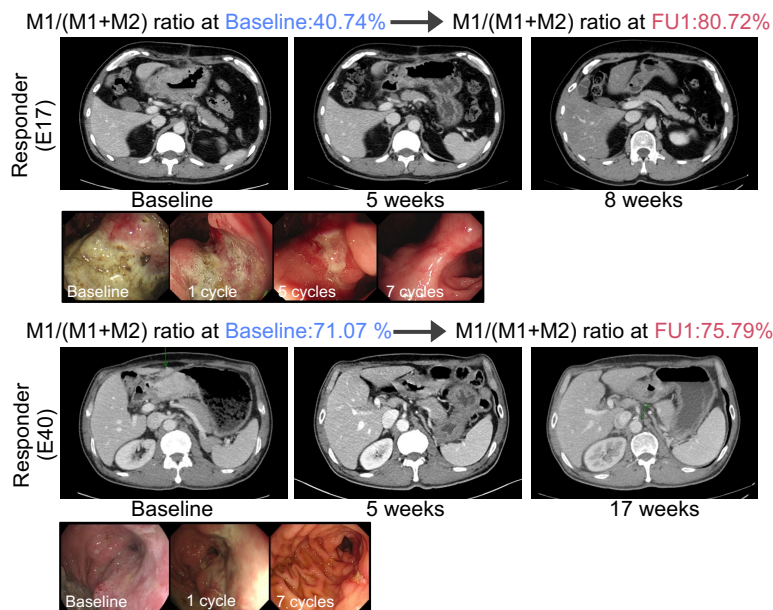 M1/(M1+M2) ratio at Baseline:40.74% M1/(M1+M2) ratio at FU1:80.72%
Responder
(E17)
Baseline 5 weeks 8 weeks
Baseline 1 cycle 5 cycles 7 cycles
M1/(M1+M2) ratio at Baseline:71.07 % M1/(M1+M2) ratio at FU1:75.79%
Responder
(E40)
Baseline 5 weeks 17 weeks
Baseline 1 cycle 7 cycles